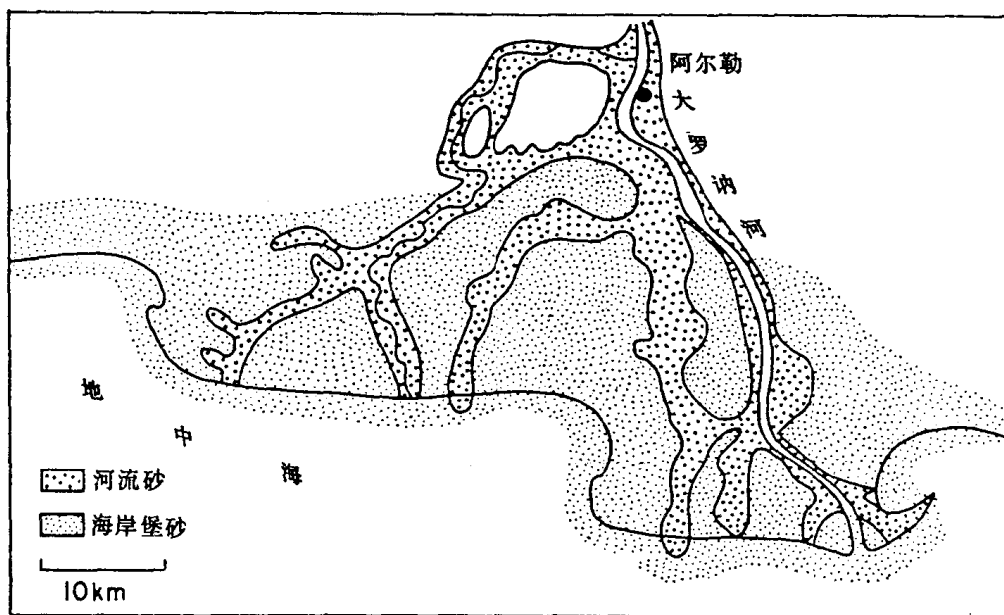 阿尔勒
大罗讷河
地中海
河流砂
海岸堡砂
10km